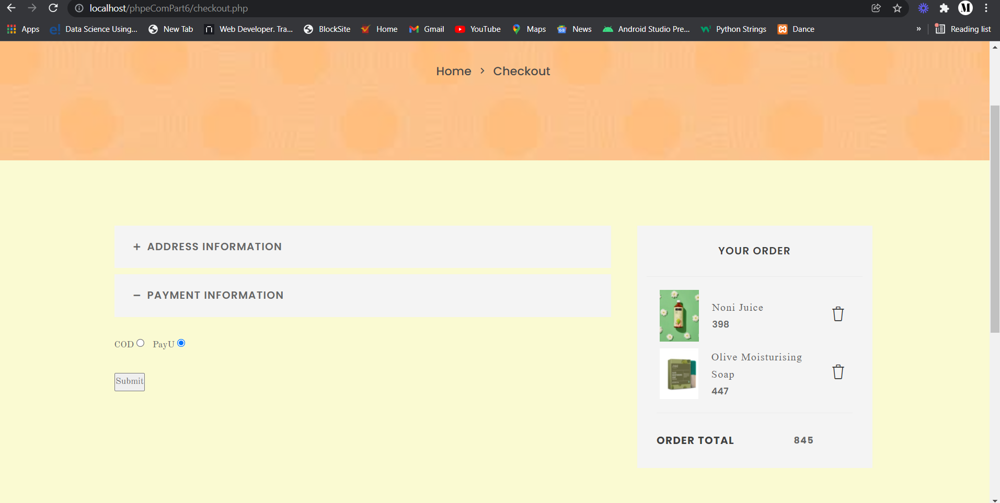 localhost/phpeComPart6/checkout.php
Apps Data Science Using... New Tab Web Developer. Tra... BlockSite Home Gmail YouTube Maps News Android Studio Pre... Python Strings Dance » Reading list
Home > Checkout
+ ADDRESS INFORMATION
− PAYMENT INFORMATION
COD PayU
Submit
YOUR ORDER
Noni Juice
398
Olive Moisturising
Soap
447
ORDER TOTAL 845